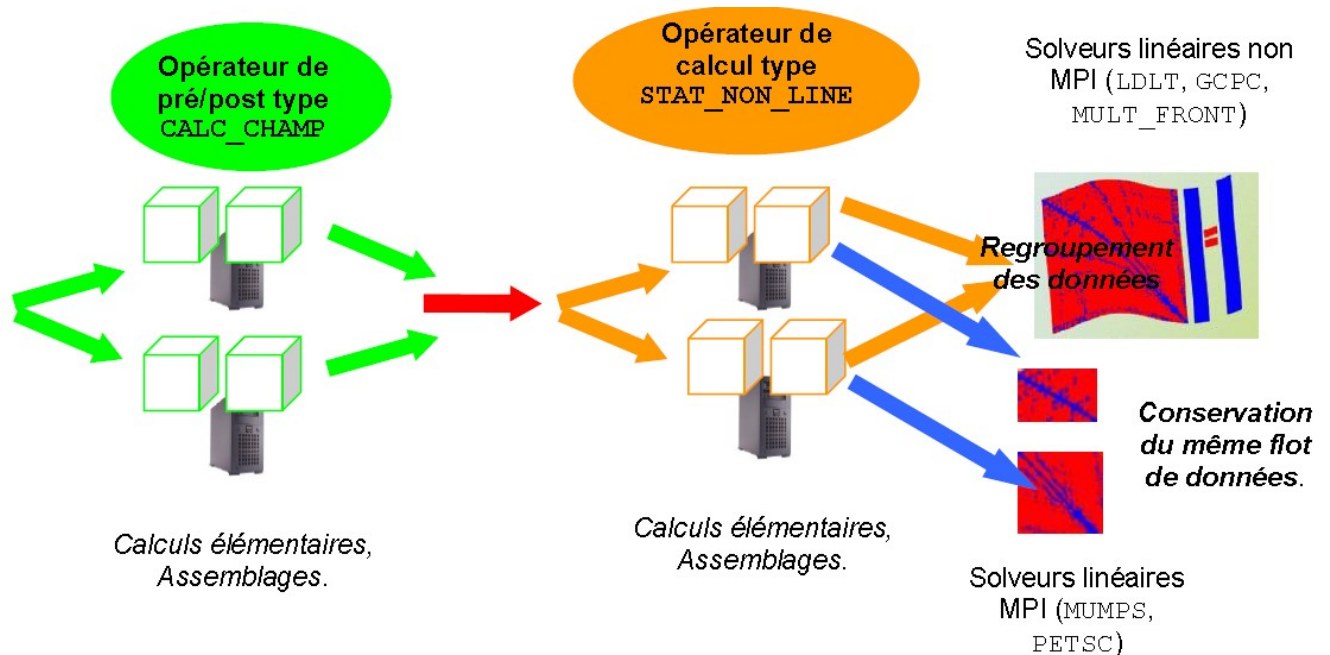 Opérateur de
pré/post type
CALC_CHAMP
Opérateur de
calcul type
STAT_NON_LINE
Solveurs linéaires non
MPI (LDLT, GCPC,
MULT_FRONT)
Regroupement
des données
Conservation
du même flot
de données.
Calculs élémentaires,
Assemblages.
Calculs élémentaires,
Assemblages.
Solveurs linéaires
MPI (MUMPS,
PETSC)